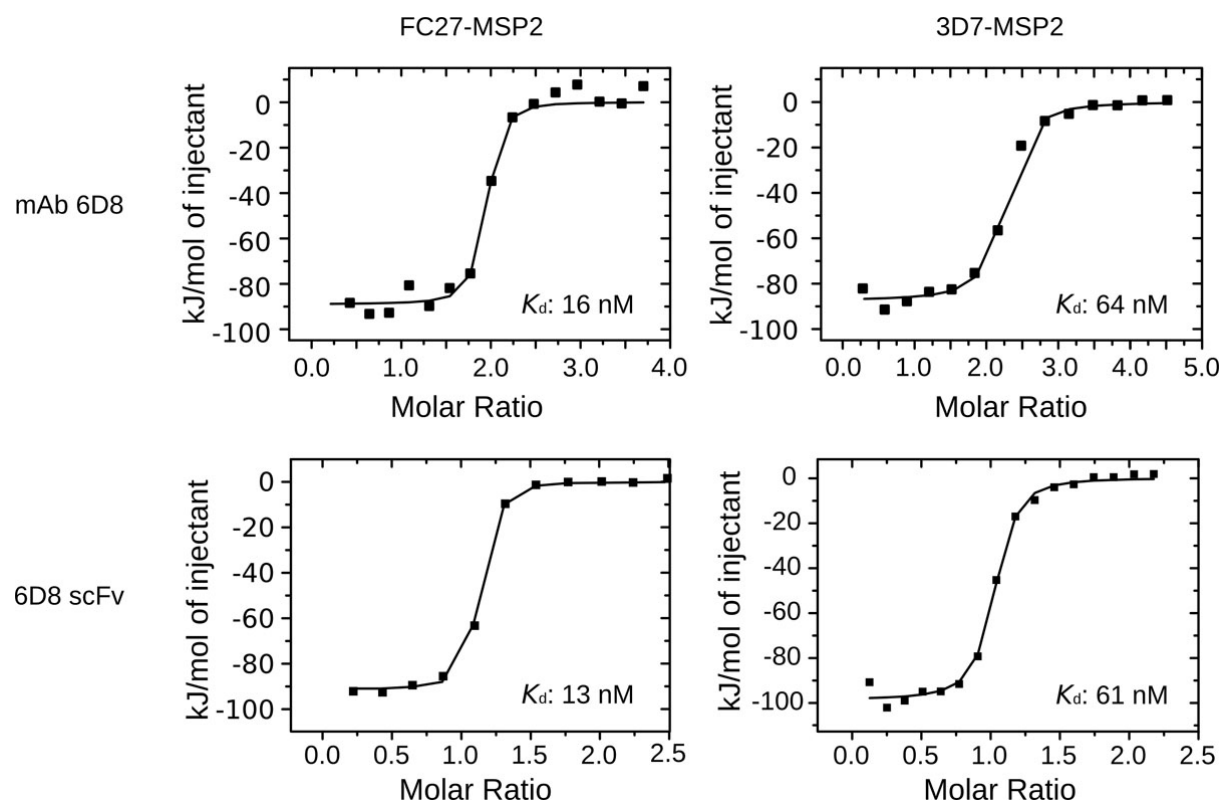 FC27-MSP2
3D7-MSP2
mAb 6D8
kJ/mol of injectant
0
-20
-40
-60
-80
-100
Kd: 16 nM
0.0 1.0 2.0 3.0 4.0
Molar Ratio
kJ/mol of injectant
0
-20
-40
-60
-80
-100
Kd: 64 nM
0.0 1.0 2.0 3.0 4.0 5.0
Molar Ratio
6D8 scFv
kJ/mol of injectant
0
-20
-40
-60
-80
-100
Kd: 13 nM
0.0 0.5 1.0 1.5 2.0 2.5
Molar Ratio
kJ/mol of injectant
0
-20
-40
-60
-80
-100
Kd: 61 nM
0.0 0.5 1.0 1.5 2.0 2.5
Molar Ratio